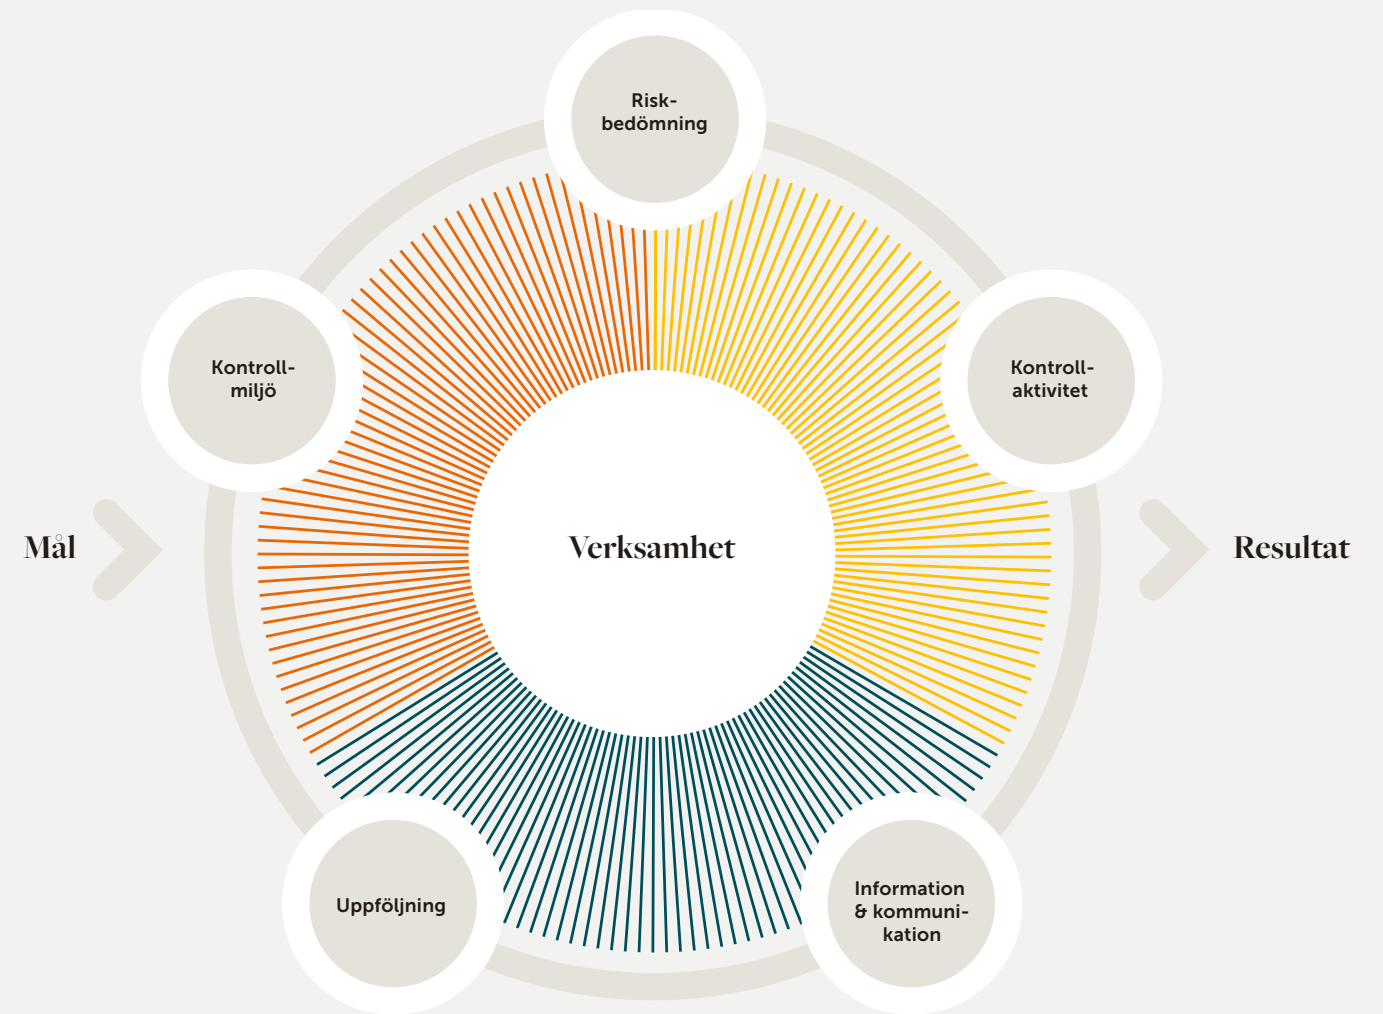 Risk-
bedömning
Kontroll-
miljö
Kontroll-
aktivitet
Mål
Verksamhet
Resultat
Uppföljning
Information
& kommuni-
kation